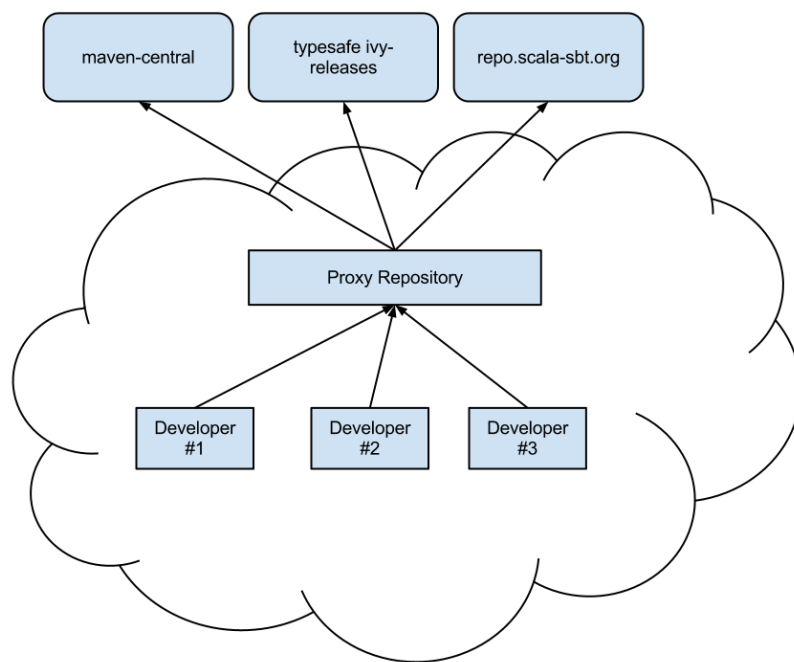 maven-central
typesafe ivy-
releases
repo.scala-sbt.org
Proxy Repository
Developer
#1
Developer
#2
Developer
#3